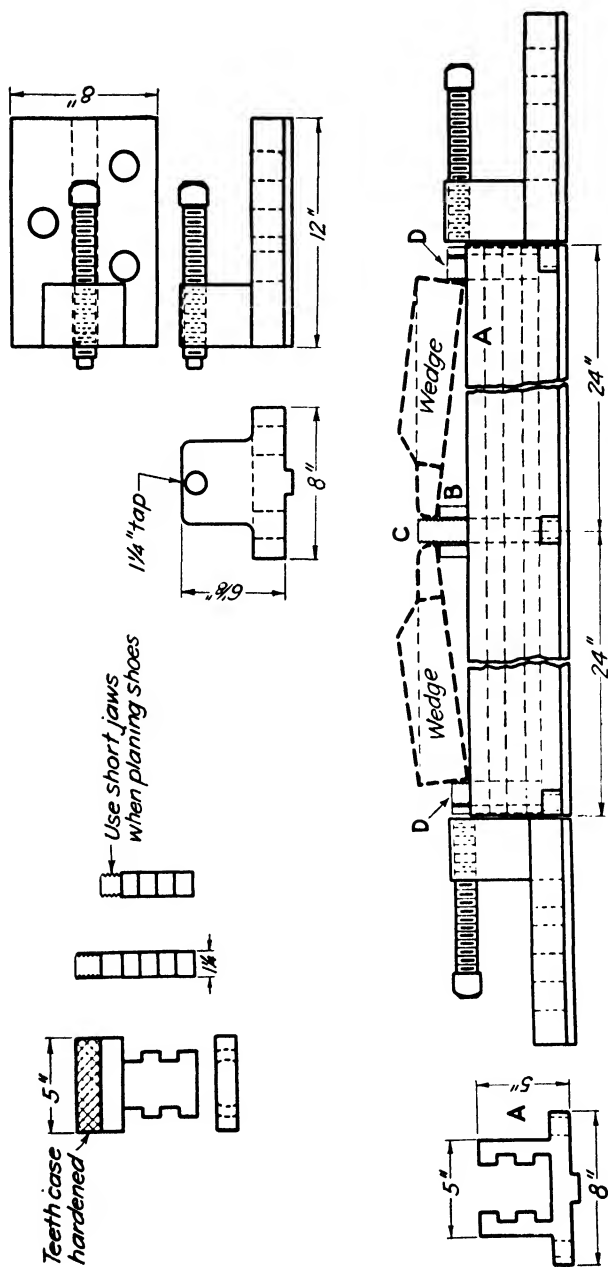 8"
12"
1¼" tap
6⅛"
8"
Use short jaws
when planing shoes
1¼
5"
Teeth case
hardened
D
Wedge
A
B
C
Wedge
D
24"
24"
A
5"
5"
8"